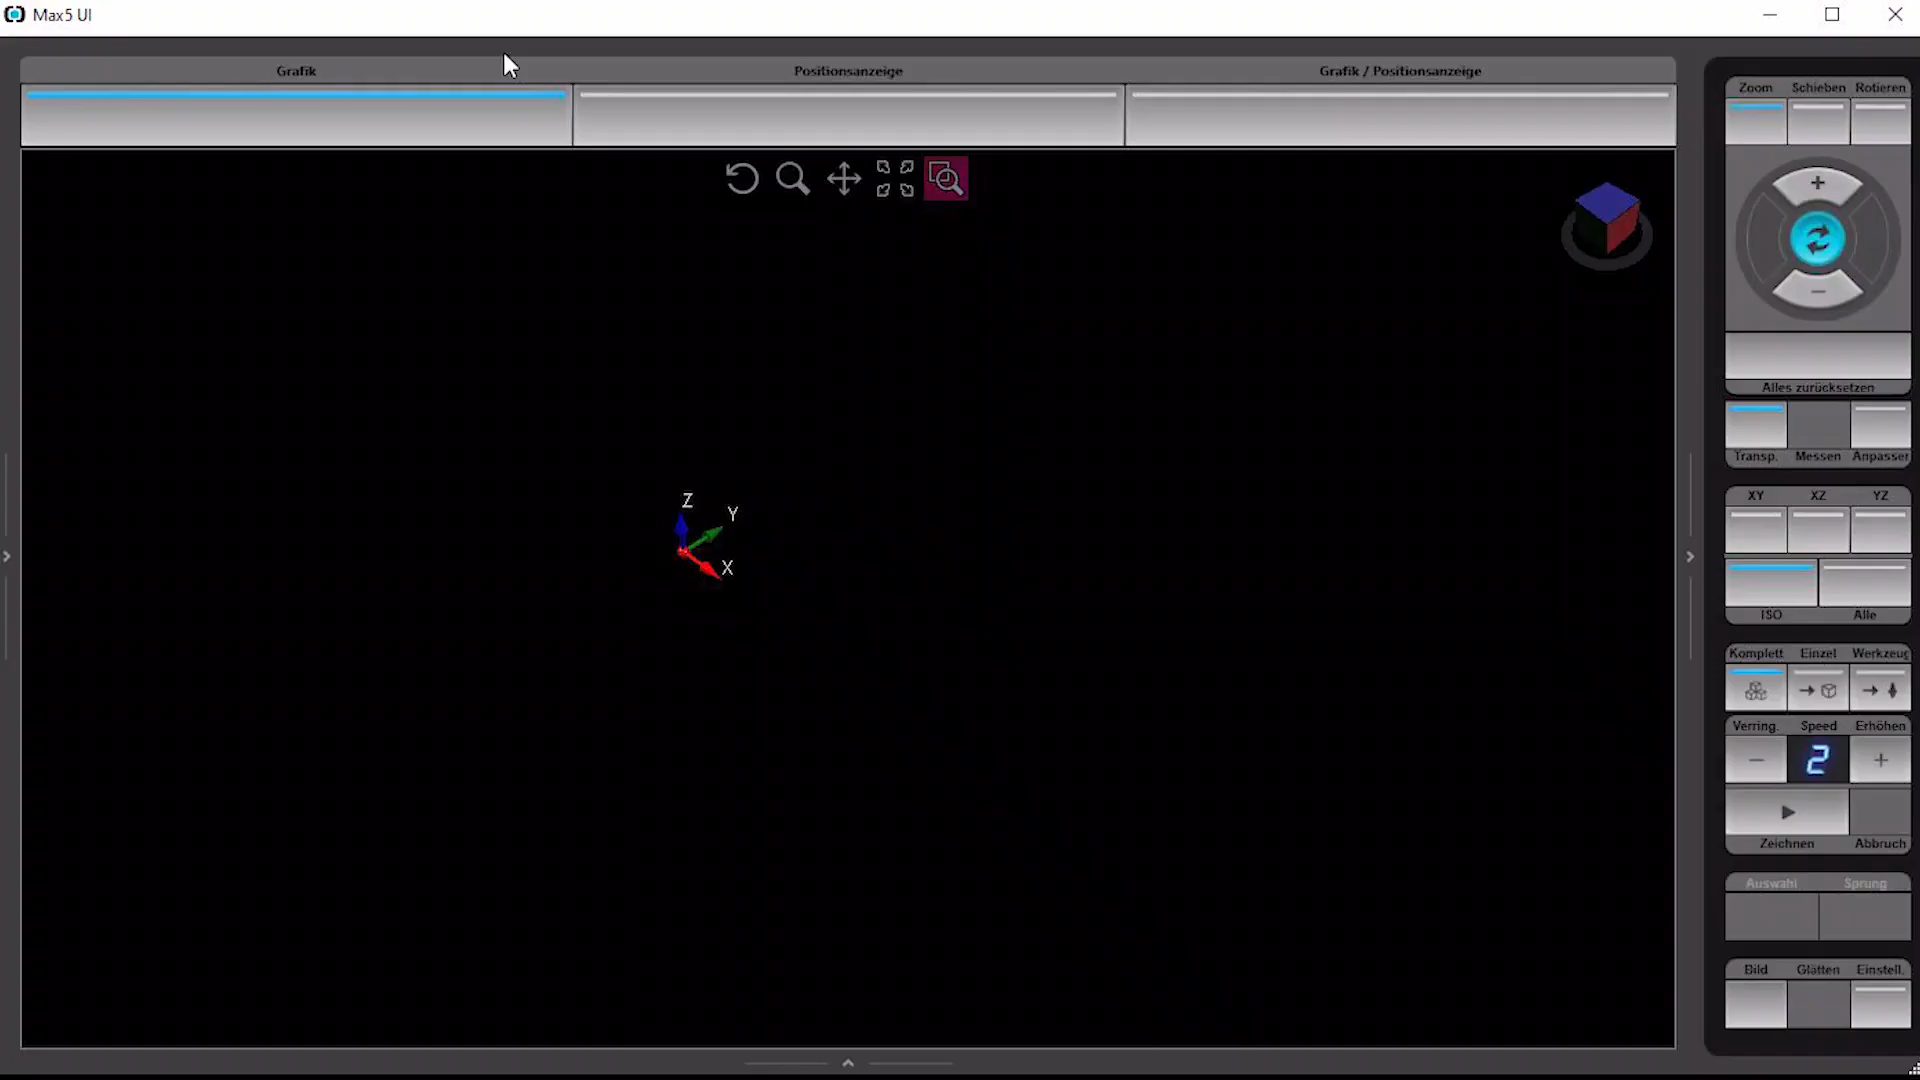 Max5 UI
Grafik Positionsanzeige Grafik / Positionsanzeige
Zoom Schieben Rotieren
Alles zurücksetzen
Transp. Messen Anpasser
XY XZ YZ
ISO Alle
Komplett Einzel Werkzeug
Verring. Speed Erhöhen
2
Zeichnen Abbruch
Auswahl Sprung
Bild Glätten Einstell.
Z
Y
X